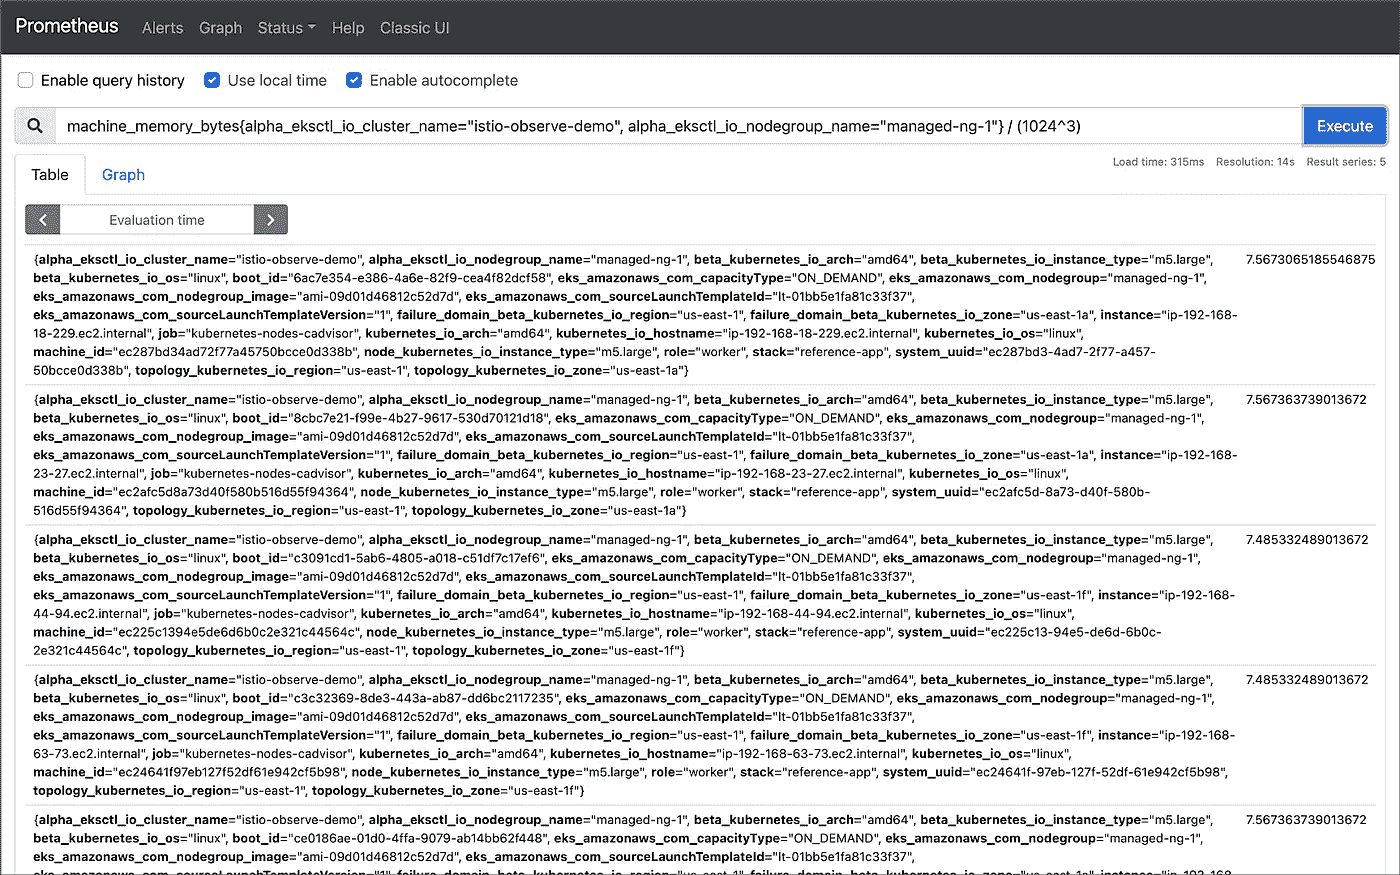 Prometheus Alerts Graph Status Help Classic UI
Enable query history Use local time Enable autocomplete
machine_memory_bytes{alpha_eksctl_io_cluster_name="istio-observe-demo", alpha_eksctl_io_nodegroup_name="managed-ng-1"} / (1024^3) Execute
Load time: 315ms Resolution: 14s Result series: 5
Table Graph
Evaluation time
{alpha_eksctl_io_cluster_name="istio-observe-demo", alpha_eksctl_io_nodegroup_name="managed-ng-1", beta_kubernetes_io_arch="amd64", beta_kubernetes_io_instance_type="m5.large", 7.5673065185546875
beta_kubernetes_io_os="linux", boot_id="6ac7e354-e386-4a6e-82f9-cea4f82dcf58", eks_amazonaws_com_capacityType="ON_DEMAND", eks_amazonaws_com_nodegroup="managed-ng-1",
eks_amazonaws_com_nodegroup_image="ami-09d01d46812c52d7d", eks_amazonaws_com_sourceLaunchTemplateId="lt-01bb5e1fa81c33f37",
eks_amazonaws_com_sourceLaunchTemplateVersion="1", failure_domain_beta_kubernetes_io_region="us-east-1", failure_domain_beta_kubernetes_io_zone="us-east-1a", instance="ip-192-168-
18-229.ec2.internal", job="kubernetes-nodes-cadvisor", kubernetes_io_arch="amd64", kubernetes_io_hostname="ip-192-168-18-229.ec2.internal", kubernetes_io_os="linux",
machine_id="ec287bd34ad72f77a45750bcce0d338b", node_kubernetes_io_instance_type="m5.large", role="worker", stack="reference-app", system_uuid="ec287bd3-4ad7-2f77-a457-
50bcce0d338b", topology_kubernetes_io_region="us-east-1", topology_kubernetes_io_zone="us-east-1a"}
{alpha_eksctl_io_cluster_name="istio-observe-demo", alpha_eksctl_io_nodegroup_name="managed-ng-1", beta_kubernetes_io_arch="amd64", beta_kubernetes_io_instance_type="m5.large", 7.567363739013672
beta_kubernetes_io_os="linux", boot_id="8cbc7e21-f99e-4b27-9617-530d70121d18", eks_amazonaws_com_capacityType="ON_DEMAND", eks_amazonaws_com_nodegroup="managed-ng-1",
eks_amazonaws_com_nodegroup_image="ami-09d01d46812c52d7d", eks_amazonaws_com_sourceLaunchTemplateId="lt-01bb5e1fa81c33f37",
eks_amazonaws_com_sourceLaunchTemplateVersion="1", failure_domain_beta_kubernetes_io_region="us-east-1", failure_domain_beta_kubernetes_io_zone="us-east-1a", instance="ip-192-168-
23-27.ec2.internal", job="kubernetes-nodes-cadvisor", kubernetes_io_arch="amd64", kubernetes_io_hostname="ip-192-168-23-27.ec2.internal", kubernetes_io_os="linux",
machine_id="ec2afc5d8a73d40f580b516d55f94364", node_kubernetes_io_instance_type="m5.large", role="worker", stack="reference-app", system_uuid="ec2afc5d-8a73-d40f-580b-
516d55f94364", topology_kubernetes_io_region="us-east-1", topology_kubernetes_io_zone="us-east-1a"}
{alpha_eksctl_io_cluster_name="istio-observe-demo", alpha_eksctl_io_nodegroup_name="managed-ng-1", beta_kubernetes_io_arch="amd64", beta_kubernetes_io_instance_type="m5.large", 7.485332489013672
beta_kubernetes_io_os="linux", boot_id="c3091cd1-5ab6-4805-a018-c51df7c17ef6", eks_amazonaws_com_capacityType="ON_DEMAND", eks_amazonaws_com_nodegroup="managed-ng-1",
eks_amazonaws_com_nodegroup_image="ami-09d01d46812c52d7d", eks_amazonaws_com_sourceLaunchTemplateId="lt-01bb5e1fa81c33f37",
eks_amazonaws_com_sourceLaunchTemplateVersion="1", failure_domain_beta_kubernetes_io_region="us-east-1", failure_domain_beta_kubernetes_io_zone="us-east-1f", instance="ip-192-168-
44-94.ec2.internal", job="kubernetes-nodes-cadvisor", kubernetes_io_arch="amd64", kubernetes_io_hostname="ip-192-168-44-94.ec2.internal", kubernetes_io_os="linux",
machine_id="ec225c1394e5de6d6b0c2e321c44564c", node_kubernetes_io_instance_type="m5.large", role="worker", stack="reference-app", system_uuid="ec225c13-94e5-de6d-6b0c-
2e321c44564c", topology_kubernetes_io_region="us-east-1", topology_kubernetes_io_zone="us-east-1f"}
{alpha_eksctl_io_cluster_name="istio-observe-demo", alpha_eksctl_io_nodegroup_name="managed-ng-1", beta_kubernetes_io_arch="amd64", beta_kubernetes_io_instance_type="m5.large", 7.485332489013672
beta_kubernetes_io_os="linux", boot_id="c3c32369-8de3-443a-ab87-dd6bc2117235", eks_amazonaws_com_capacityType="ON_DEMAND", eks_amazonaws_com_nodegroup="managed-ng-1",
eks_amazonaws_com_nodegroup_image="ami-09d01d46812c52d7d", eks_amazonaws_com_sourceLaunchTemplateId="lt-01bb5e1fa81c33f37",
eks_amazonaws_com_sourceLaunchTemplateVersion="1", failure_domain_beta_kubernetes_io_region="us-east-1", failure_domain_beta_kubernetes_io_zone="us-east-1f", instance="ip-192-168-
63-73.ec2.internal", job="kubernetes-nodes-cadvisor", kubernetes_io_arch="amd64", kubernetes_io_hostname="ip-192-168-63-73.ec2.internal", kubernetes_io_os="linux",
machine_id="ec24641f97eb127f52df61e942cf5b98", node_kubernetes_io_instance_type="m5.large", role="worker", stack="reference-app", system_uuid="ec24641f-97eb-127f-52df-61e942cf5b98",
topology_kubernetes_io_region="us-east-1", topology_kubernetes_io_zone="us-east-1f"}
{alpha_eksctl_io_cluster_name="istio-observe-demo", alpha_eksctl_io_nodegroup_name="managed-ng-1", beta_kubernetes_io_arch="amd64", beta_kubernetes_io_instance_type="m5.large", 7.567363739013672
beta_kubernetes_io_os="linux", boot_id="ce0186ae-01d0-4ffa-9079-ab14bb62f448", eks_amazonaws_com_capacityType="ON_DEMAND", eks_amazonaws_com_nodegroup="managed-ng-1",
eks_amazonaws_com_nodegroup_image="ami-09d01d46812c52d7d", eks_amazonaws_com_sourceLaunchTemplateId="lt-01bb5e1fa81c33f37",